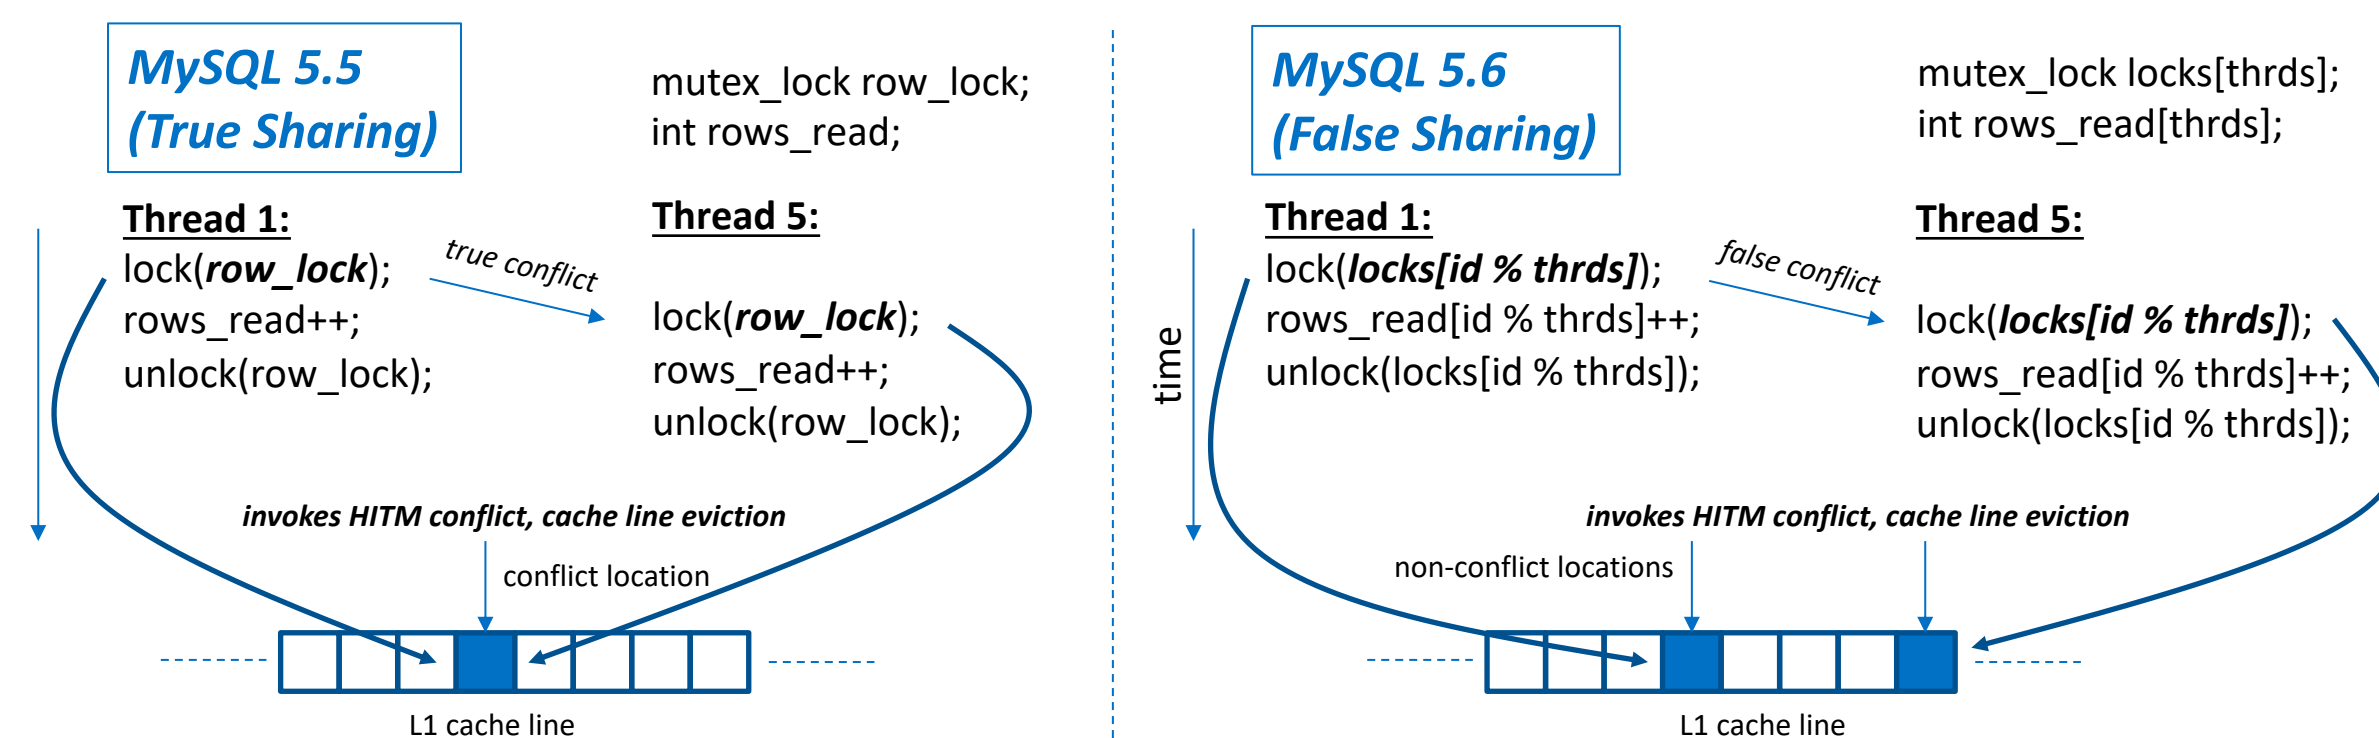 MySQL 5.5
(True Sharing)
mutex_lock row_lock;
int rows_read;
Thread 1:
lock(row_lock);
rows_read++;
unlock(row_lock);
true conflict
Thread 5:
lock(row_lock);
rows_read++;
unlock(row_lock);
invokes HITM conflict, cache line eviction
conflict location
L1 cache line
MySQL 5.6
(False Sharing)
mutex_lock locks[thrds];
int rows_read[thrds];
time
Thread 1:
lock(locks[id % thrds]);
rows_read[id % thrds]++;
unlock(locks[id % thrds]);
false conflict
Thread 5:
lock(locks[id % thrds]);
rows_read[id % thrds]++;
unlock(locks[id % thrds]);
invokes HITM conflict, cache line eviction
non-conflict locations
L1 cache line